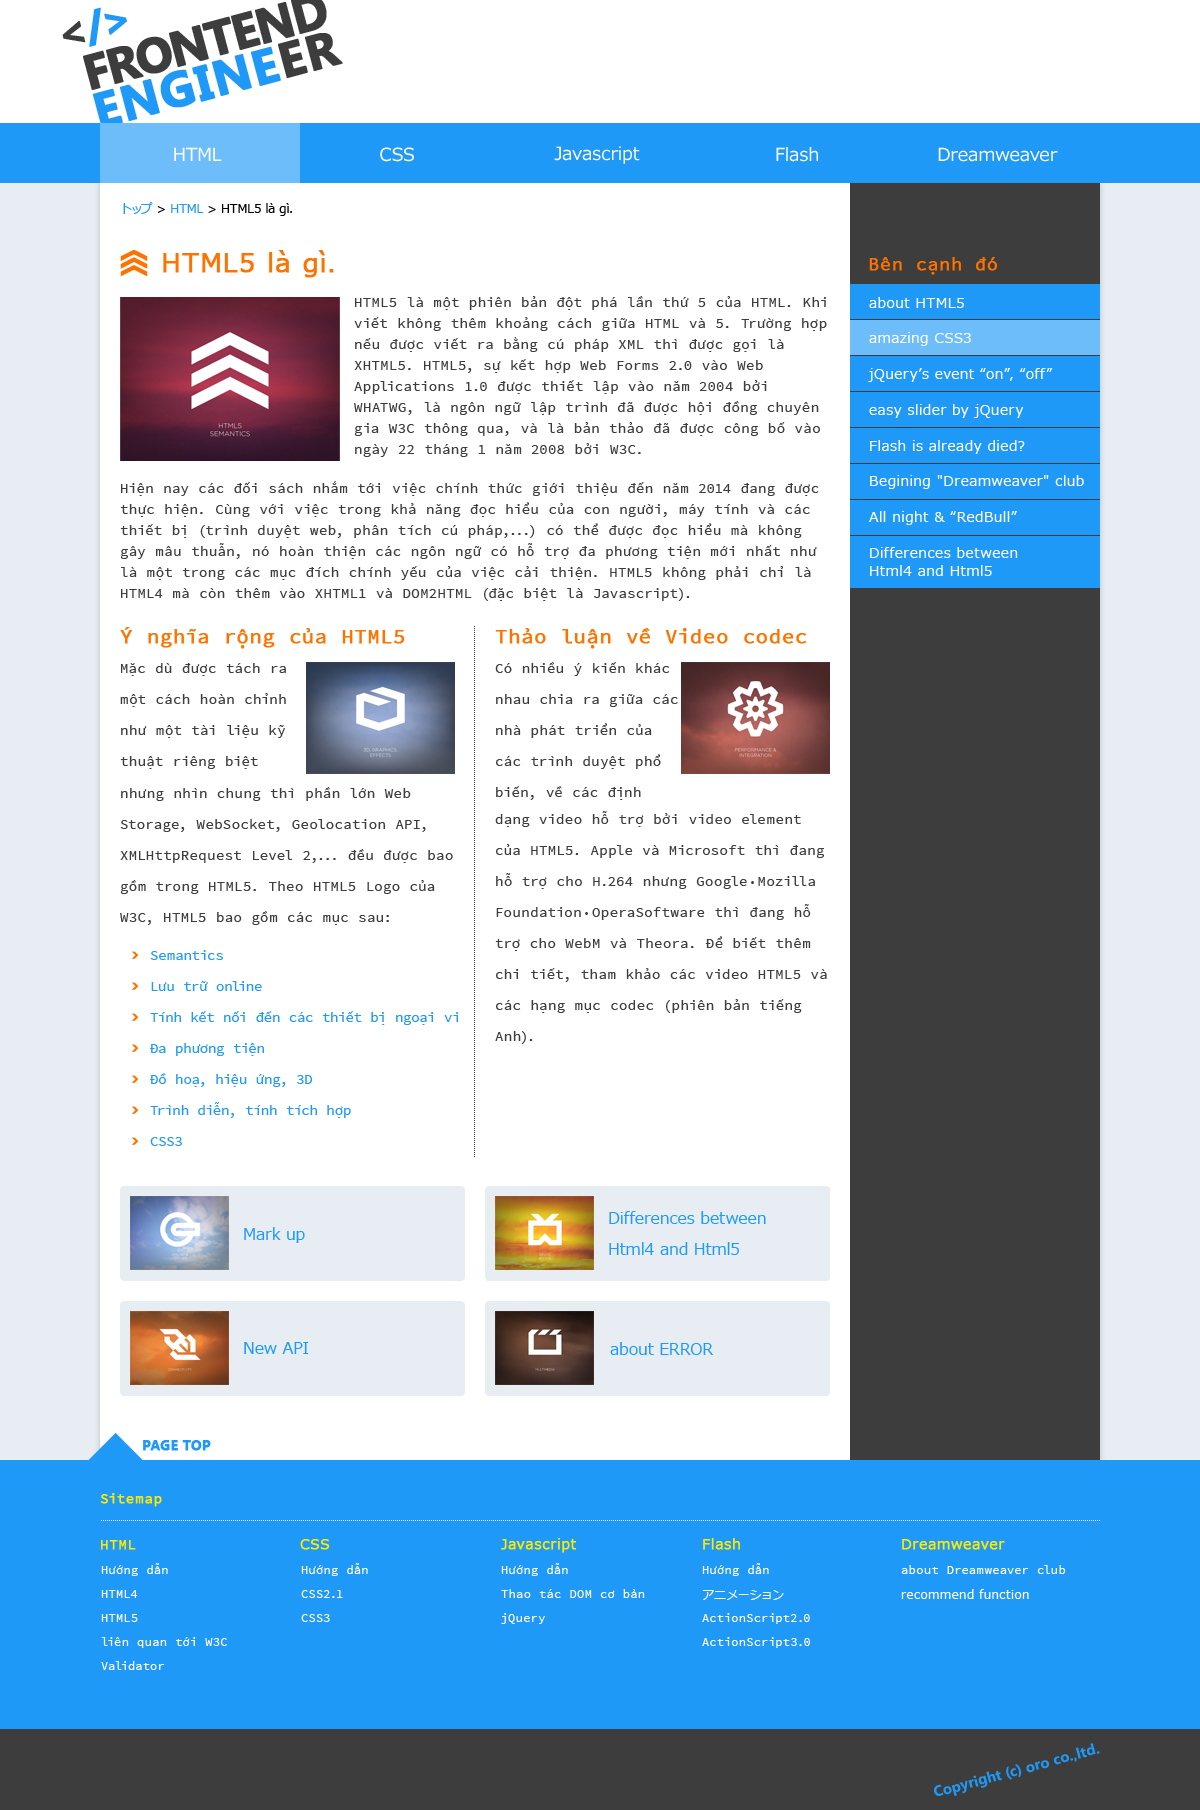 </>
FRONTEND
ENGINEER
HTML
CSS
Javascript
Flash
Dreamweaver
トップ > HTML > HTML5 là gì.
HTML5 là gì.
HTML5 SEMANTICS
HTML5 là một phiên bản đột phá lần thứ 5 của HTML. Khi
viết không thêm khoảng cách giữa HTML và 5. Trường hợp
nếu được viết ra bằng cú pháp XML thì được gọi là
XHTML5. HTML5, sự kết hợp Web Forms 2.0 vào Web
Applications 1.0 được thiết lập vào năm 2004 bởi
WHATWG, là ngôn ngữ lập trình đã được hội đồng chuyên
gia W3C thông qua, và là bản thảo đã được công bố vào
ngày 22 tháng 1 năm 2008 bởi W3C.
Hiện nay các đối sách nhắm tới việc chính thức giới thiệu đến năm 2014 đang được
thực hiện. Cùng với việc trong khả năng đọc hiểu của con người, máy tính và các
thiết bị (trình duyệt web, phân tích cú pháp,...) có thể được đọc hiểu mà không
gây mâu thuẫn, nó hoàn thiện các ngôn ngữ có hỗ trợ đa phương tiện mới nhất như
là một trong các mục đích chính yếu của việc cải thiện. HTML5 không phải chỉ là
HTML4 mà còn thêm vào XHTML1 và DOM2HTML (đặc biệt là Javascript).
Ý nghĩa rộng của HTML5
Mặc dù được tách ra
một cách hoàn chỉnh
như một tài liệu kỹ
thuật riêng biệt
nhưng nhìn chung thì phần lớn Web
Storage, WebSocket, Geolocation API,
XMLHttpRequest Level 2,... đều được bao
gồm trong HTML5. Theo HTML5 Logo của
W3C, HTML5 bao gồm các mục sau:
3D GRAPHICS,
EFFECTS
Semantics
Lưu trữ online
Tính kết nối đến các thiết bị ngoại vi
Đa phương tiện
Đồ hoạ, hiệu ứng, 3D
Trình diễn, tính tích hợp
CSS3
Thảo luận về Video codec
Có nhiều ý kiến khác
nhau chia ra giữa các
nhà phát triển của
các trình duyệt phổ
biến, về các định
dạng video hỗ trợ bởi video element
của HTML5. Apple và Microsoft thì đang
hỗ trợ cho H.264 nhưng Google・Mozilla
Foundation・OperaSoftware thì đang hỗ
trợ cho WebM và Theora. Để biết thêm
chi tiết, tham khảo các video HTML5 và
các hạng mục codec (phiên bản tiếng
Anh).
PERFORMANCE &
INTEGRATION
Mark up
Differences between
Html4 and Html5
New API
about ERROR
Bên cạnh đó
about HTML5
amazing CSS3
jQuery’s event “on”, “off”
easy slider by jQuery
Flash is already died?
Begining "Dreamweaver" club
All night & “RedBull”
Differences between
Html4 and Html5
PAGE TOP
Sitemap
HTML
Hướng dẫn
HTML4
HTML5
liên quan tới W3C
Validator
CSS
Hướng dẫn
CSS2.1
CSS3
Javascript
Hướng dẫn
Thao tác DOM cơ bản
jQuery
Flash
Hướng dẫn
アニメーション
ActionScript2.0
ActionScript3.0
Dreamweaver
about Dreamweaver club
recommend function
Copyright (c) oro co.,ltd.